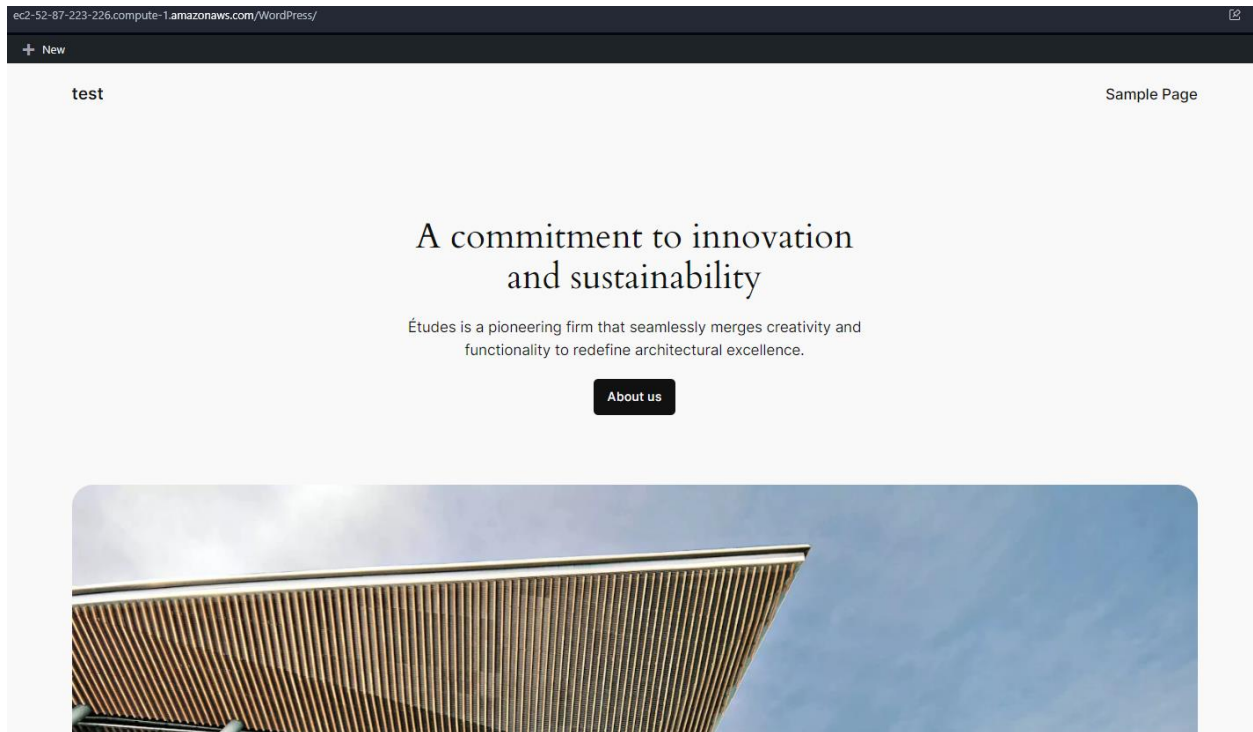 ec2-52-87-223-226.compute-1.amazonaws.com/WordPress/
New
test
Sample Page
A commitment to innovation
and sustainability
Études is a pioneering firm that seamlessly merges creativity and
functionality to redefine architectural excellence.
About us